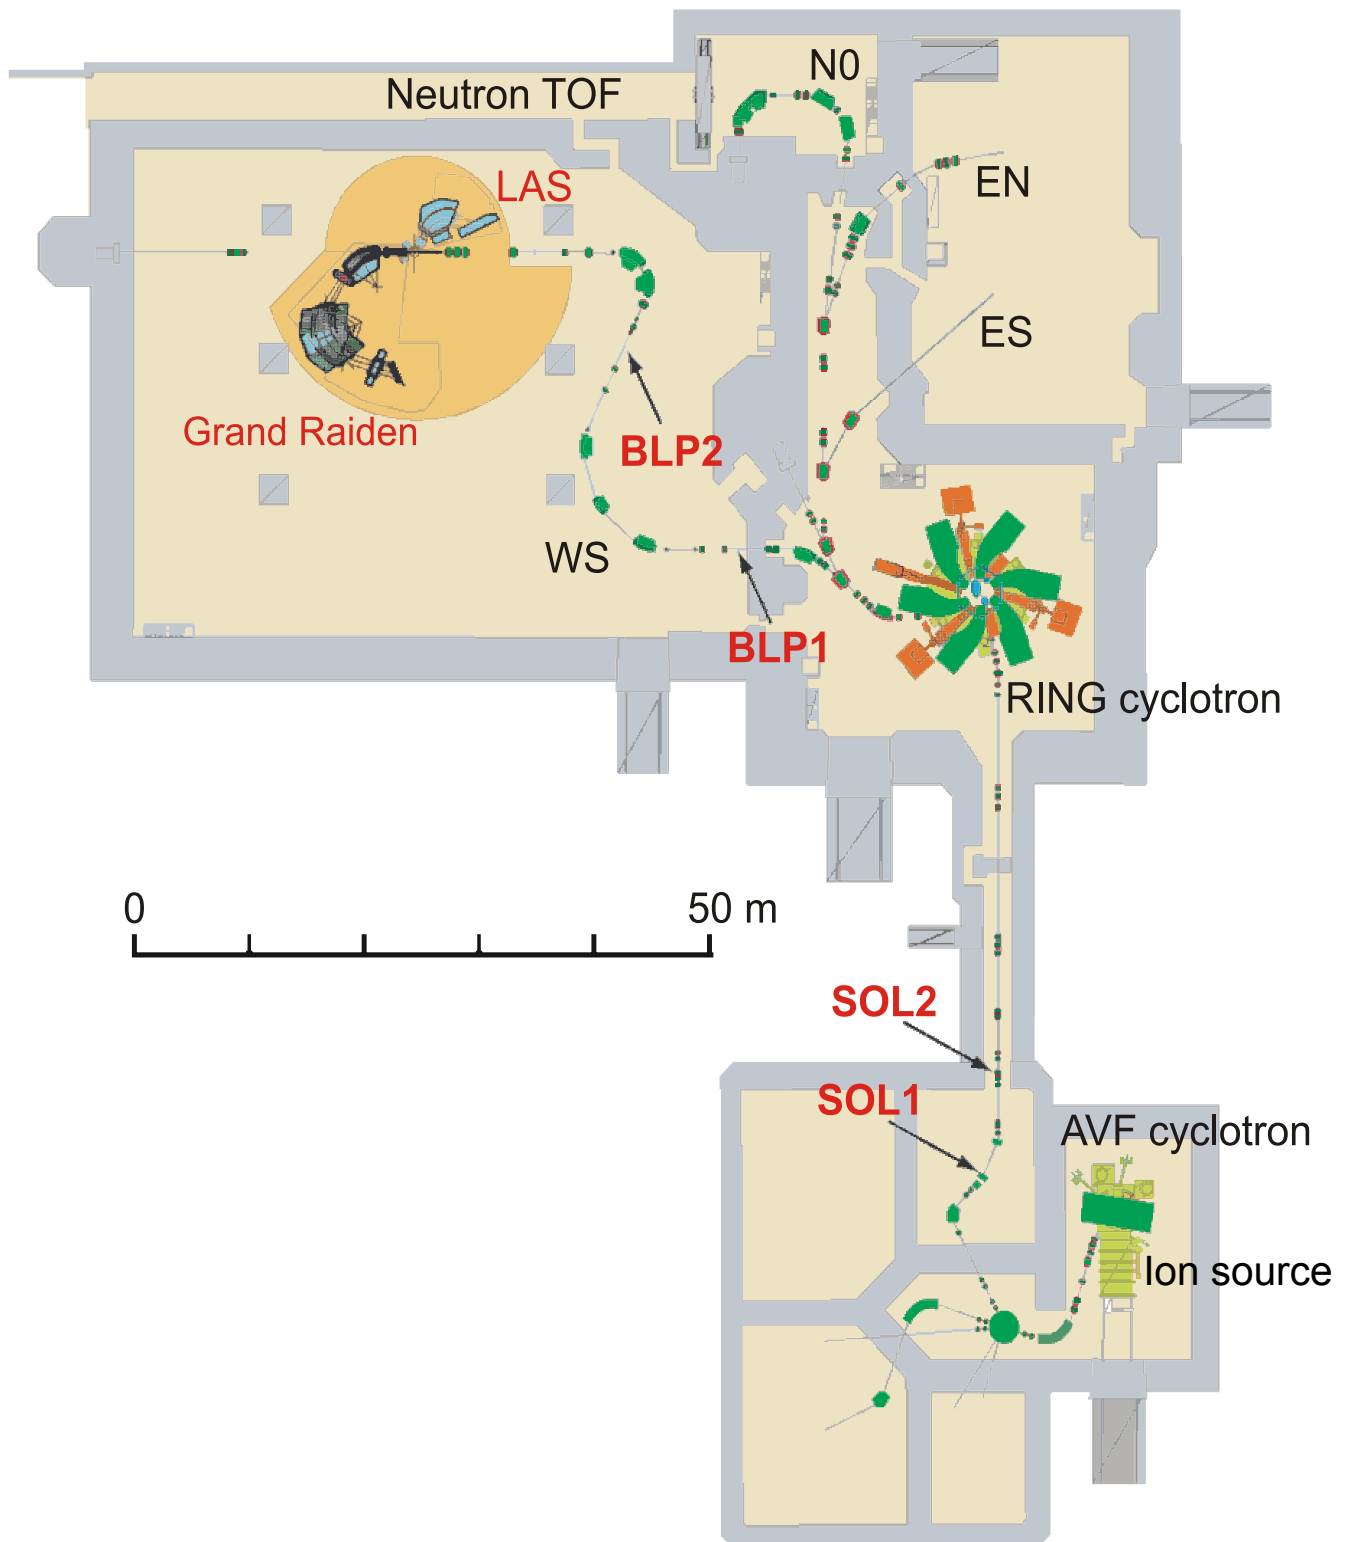 N0
Neutron TOF
EN
LAS
ES
Grand Raiden
BLP2
WS
BLP1
RING cyclotron
0 50 m
SOL2
SOL1
AVF cyclotron
Ion source